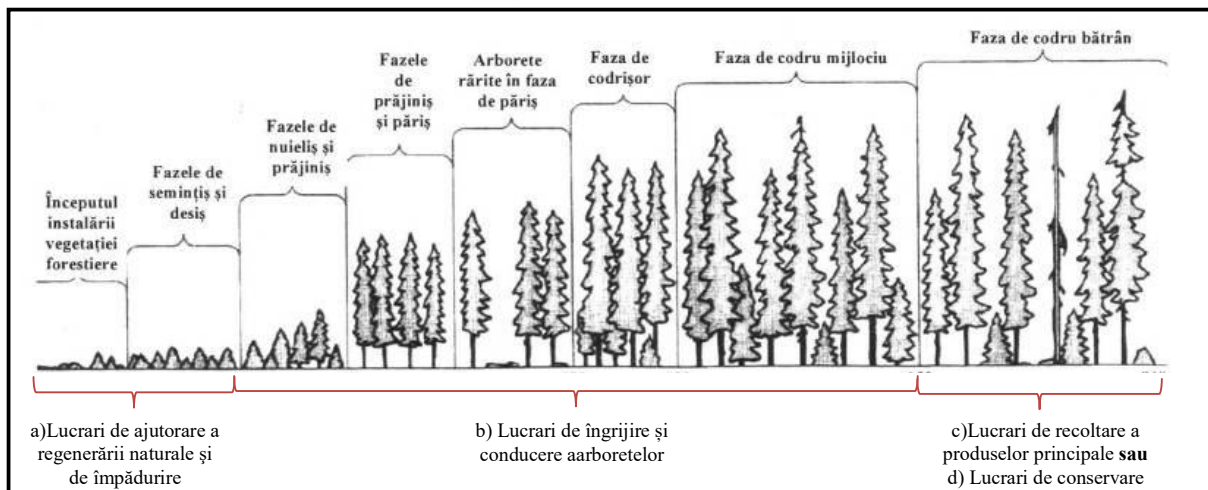 Începutul
instalării
vegetației
forestiere
Fazele de
semințiș și
desiș
Fazele de
nuieliș și
prăjiniș
Fazele
de
prăjiniș
și păriș
Arborete
rărite în faza
de păriș
Faza de
codrișor
Faza de codru mijlociu
Faza de codru bătrân
a)Lucrari de ajutorare a
regenerării naturale și
de împădurire
b) Lucrari de îngrijire și
conducere aarboretelor
c)Lucrari de recoltare a
produselor principale sau
d) Lucrari de conservare